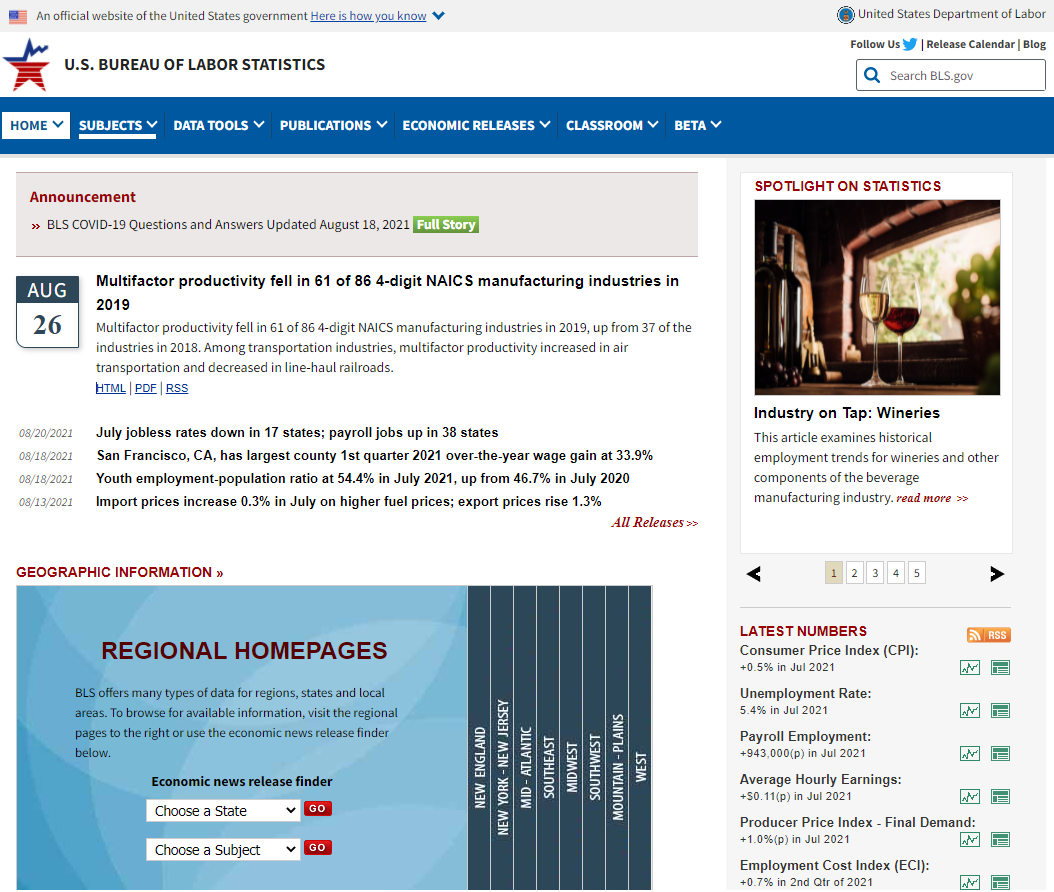 An official website of the United States government Here is how you know
United States Department of Labor
Follow Us | Release Calendar | Blog
U.S. BUREAU OF LABOR STATISTICS
Search BLS.gov
HOME SUBJECTS DATA TOOLS PUBLICATIONS ECONOMIC RELEASES CLASSROOM BETA
Announcement
» BLS COVID-19 Questions and Answers Updated August 18, 2021 Full Story
AUG
26
Multifactor productivity fell in 61 of 86 4-digit NAICS manufacturing industries in
2019
Multifactor productivity fell in 61 of 86 4-digit NAICS manufacturing industries in 2019, up from 37 of the
industries in 2018. Among transportation industries, multifactor productivity increased in air
transportation and decreased in line-haul railroads.
HTML | PDF | RSS
08/20/2021 July jobless rates down in 17 states; payroll jobs up in 38 states
08/18/2021 San Francisco, CA, has largest county 1st quarter 2021 over-the-year wage gain at 33.9%
08/18/2021 Youth employment-population ratio at 54.4% in July 2021, up from 46.7% in July 2020
08/13/2021 Import prices increase 0.3% in July on higher fuel prices; export prices rise 1.3%
All Releases >>
GEOGRAPHIC INFORMATION »
REGIONAL HOMEPAGES
BLS offers many types of data for regions, states and local
areas. To browse for available information, visit the regional
pages to the right or use the economic news release finder
below.
Economic news release finder
Choose a State GO
Choose a Subject GO
NEW ENGLAND
NEW YORK - NEW JERSEY
MID - ATLANTIC
SOUTHEAST
MIDWEST
SOUTHWEST
MOUNTAIN - PLAINS
WEST
SPOTLIGHT ON STATISTICS
Industry on Tap: Wineries
This article examines historical
employment trends for wineries and other
components of the beverage
manufacturing industry. read more >>
1 2 3 4 5
LATEST NUMBERS
RSS
Consumer Price Index (CPI):
+0.5% in Jul 2021
Unemployment Rate:
5.4% in Jul 2021
Payroll Employment:
+943,000(p) in Jul 2021
Average Hourly Earnings:
+$0.11(p) in Jul 2021
Producer Price Index - Final Demand:
+1.0%(p) in Jul 2021
Employment Cost Index (ECI):
+0.7% in 2nd Qtr of 2021